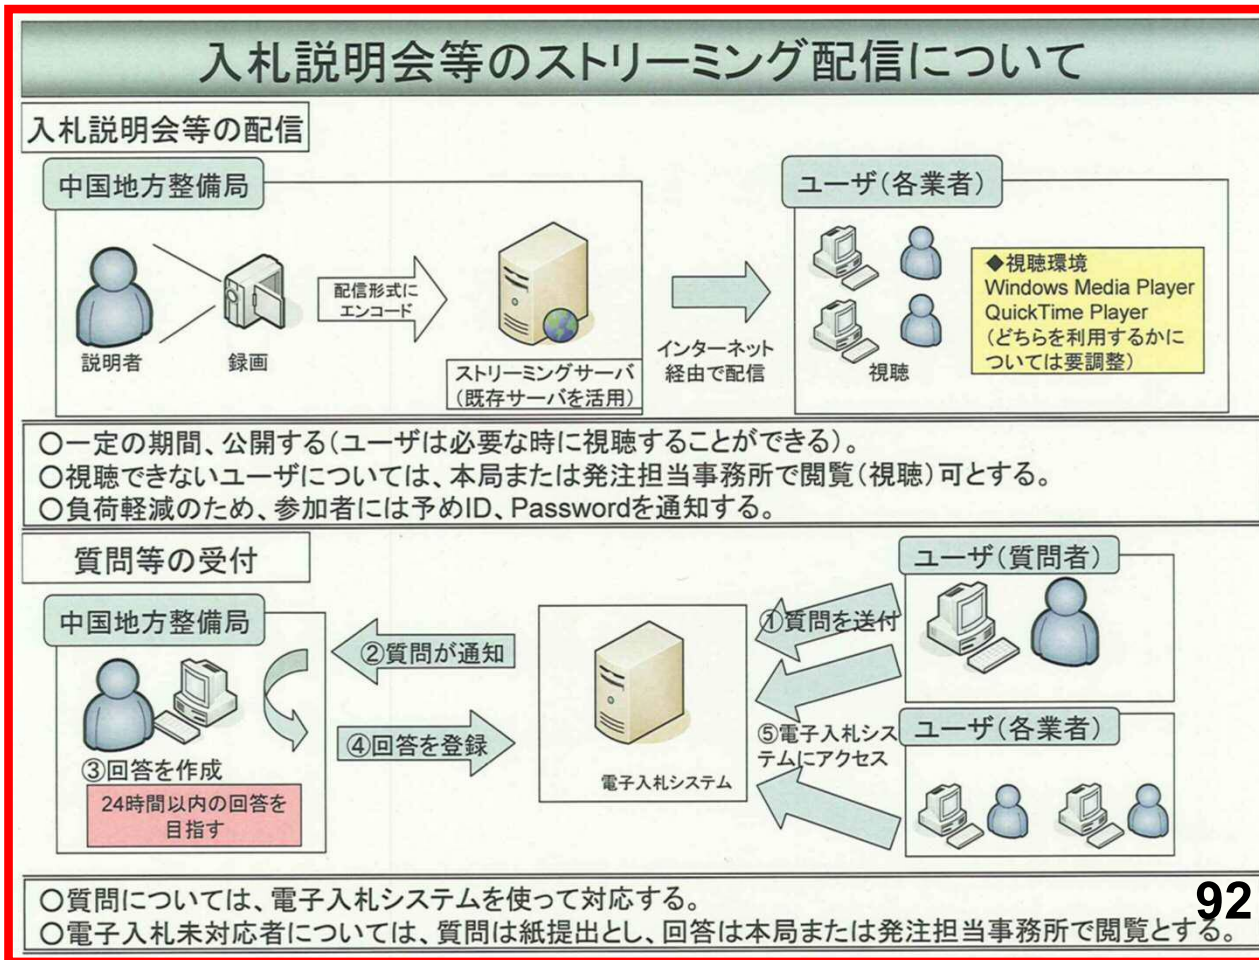 入札説明会等のストリーミング配信について
入札説明会等の配信
中国地方整備局
説明者
録画
配信形式に
エンコード
ストリーミングサーバ
(既存サーバを活用)
インターネット
経由で配信
ユーザ(各業者)
視聴
◆視聴環境
Windows Media Player
QuickTime Player
(どちらを利用するかに
ついては要調整)
○一定の期間、公開する(ユーザは必要な時に視聴することができる)。
○視聴できないユーザについては、本局または発注担当事務所で閲覧(視聴)可とする。
○負荷軽減のため、参加者には予めID、Passwordを通知する。
質問等の受付
中国地方整備局
③回答を作成
24時間以内の回答を
目指す
②質問が通知
④回答を登録
電子入札システム
①質問を送付
⑤電子入札シス
テムにアクセス
ユーザ(質問者)
ユーザ(各業者)
○質問については、電子入札システムを使って対応する。
○電子入札未対応者については、質問は紙提出とし、回答は本局または発注担当事務所で閲覧とする。
92